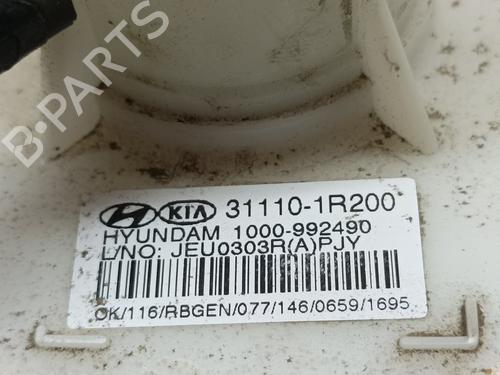 KIA 31110-1R200
HYUNDAM 1000-992490
L/NO: JEU0303R(A)PJY
OK/116/RBGEN/077/146/0659/1695
B-PARTS